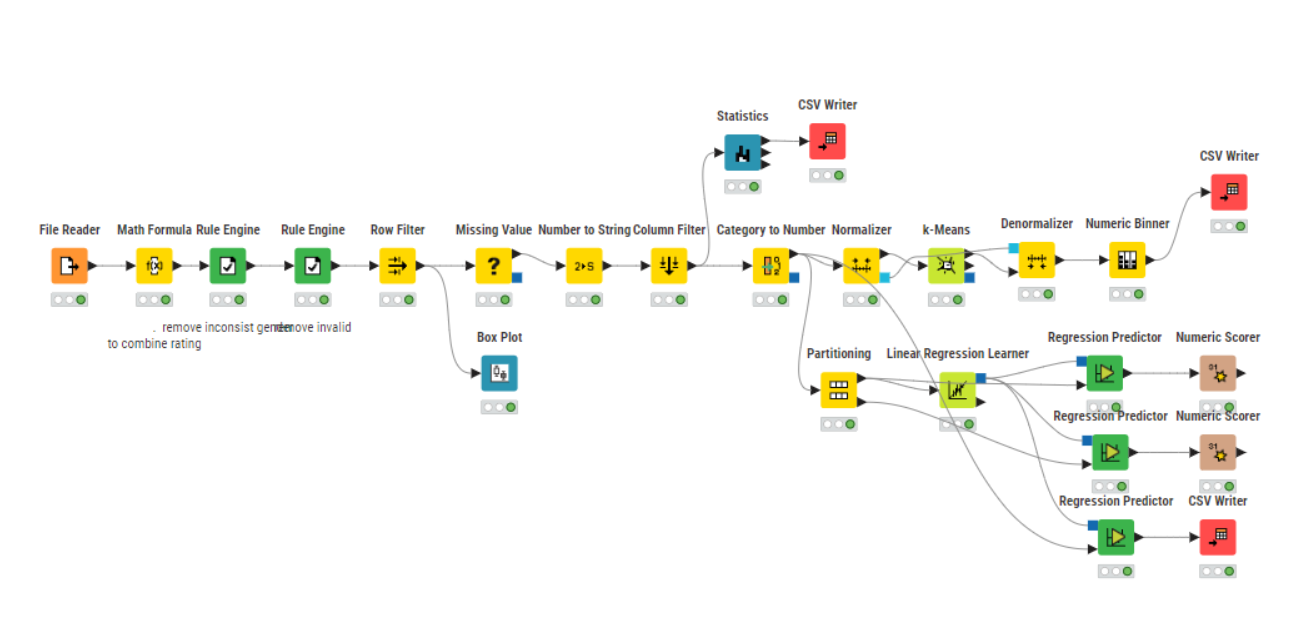 CSV Writer
Statistics
CSV Writer
File Reader
Math Formula
Rule Engine
Rule Engine
Row Filter
Missing Value
Number to String
Column Filter
Category to Number
Normalizer
k-Means
Denormalizer
Numeric Binner
f(x)
?
2▸S
. remove inconsist gender
remove invalid
to combine rating
Box Plot
Partitioning
Linear Regression Learner
Regression Predictor
Numeric Scorer
Regression Predictor
Numeric Scorer
Regression Predictor
CSV Writer